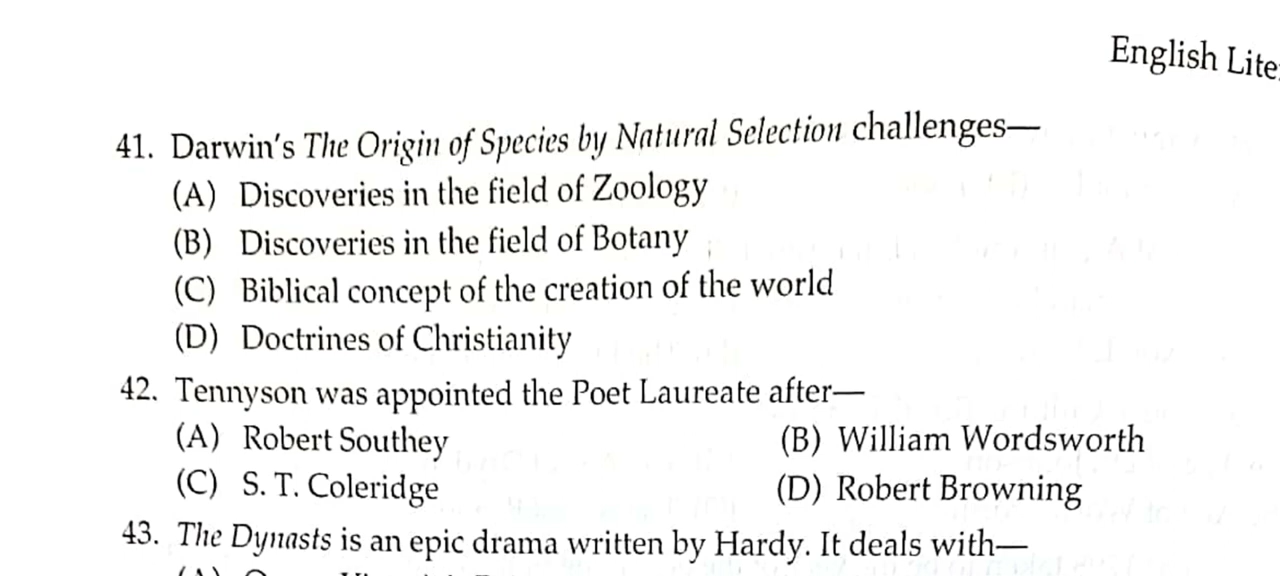 English Lite
41. Darwin's The Origin of Species by Natural Selection challenges—
(A) Discoveries in the field of Zoology
(B) Discoveries in the field of Botany
(C) Biblical concept of the creation of the world
(D) Doctrines of Christianity
42. Tennyson was appointed the Poet Laureate after—
(A) Robert Southey (B) William Wordsworth
(C) S. T. Coleridge (D) Robert Browning
43. The Dynasts is an epic drama written by Hardy. It deals with—